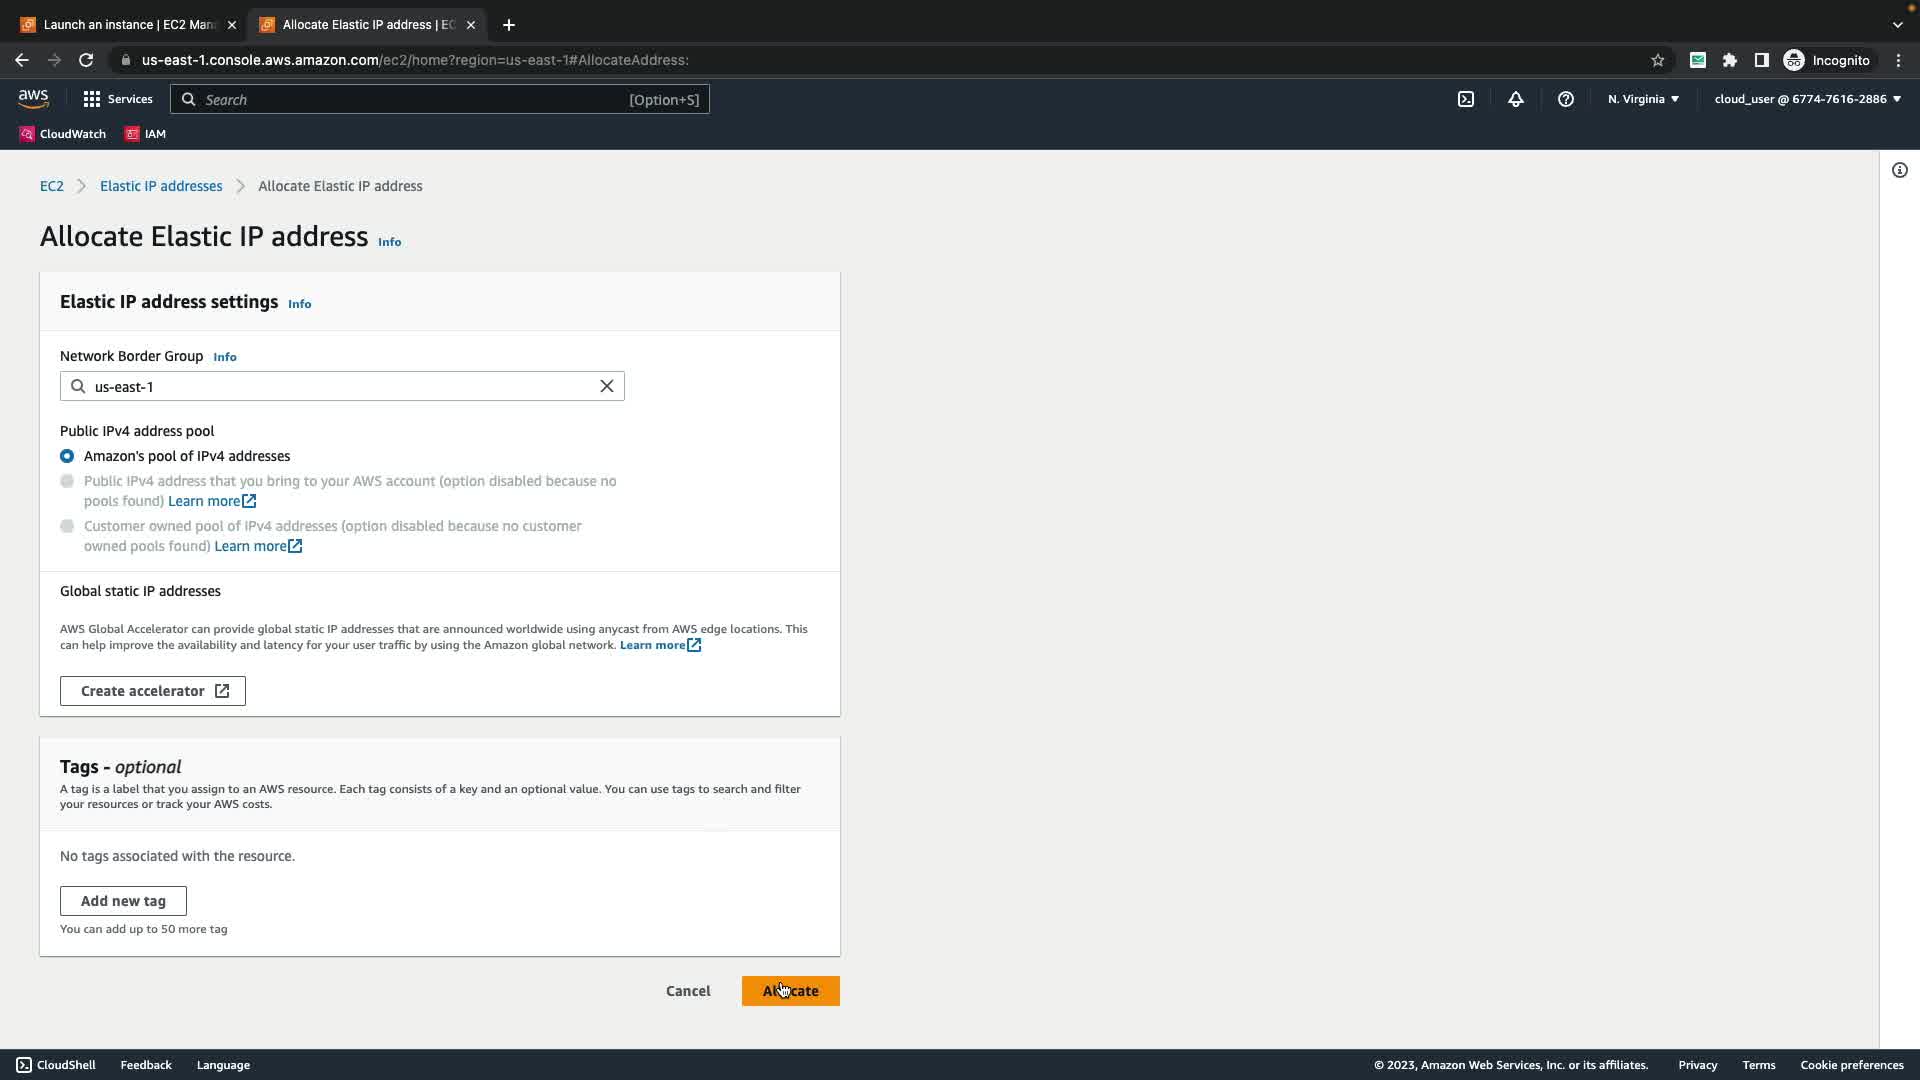 Launch an instance | EC2 Man
Allocate Elastic IP address | EC
us-east-1.console.aws.amazon.com/ec2/home?region=us-east-1#AllocateAddress:
Incognito
aws
Services
Search
[Option+S]
N. Virginia
cloud_user @ 6774-7616-2886
CloudWatch
IAM
EC2
Elastic IP addresses
Allocate Elastic IP address
Allocate Elastic IP address Info
Elastic IP address settings Info
Network Border Group Info
us-east-1
Public IPv4 address pool
Amazon's pool of IPv4 addresses
Public IPv4 address that you bring to your AWS account (option disabled because no
pools found) Learn more
Customer owned pool of IPv4 addresses (option disabled because no customer
owned pools found) Learn more
Global static IP addresses
AWS Global Accelerator can provide global static IP addresses that are announced worldwide using anycast from AWS edge locations. This
can help improve the availability and latency for your user traffic by using the Amazon global network. Learn more
Create accelerator
Tags - optional
A tag is a label that you assign to an AWS resource. Each tag consists of a key and an optional value. You can use tags to search and filter
your resources or track your AWS costs.
No tags associated with the resource.
Add new tag
You can add up to 50 more tag
Cancel
Allocate
CloudShell
Feedback
Language
© 2023, Amazon Web Services, Inc. or its affiliates.
Privacy
Terms
Cookie preferences